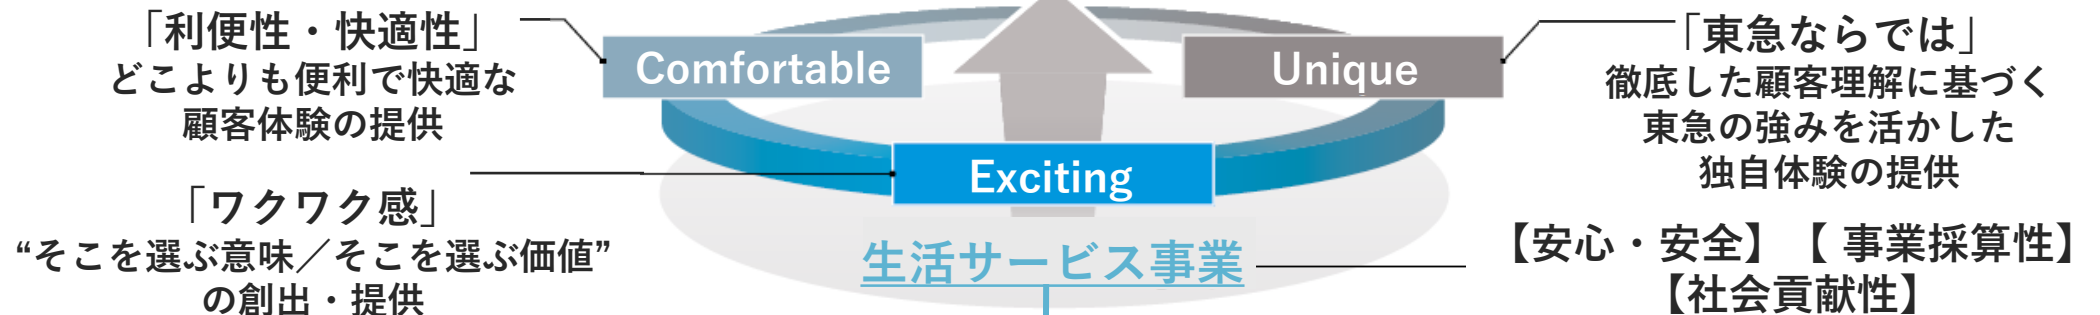 「利便性・快適性」
どこよりも便利で快適な
顧客体験の提供
Comfortable
Unique
「東急ならでは」
徹底した顧客理解に基づく
東急の強みを活かした
独自体験の提供
Exciting
「ワクワク感」
“そこを選ぶ意味／そこを選ぶ価値”
の創出・提供
生活サービス事業
【安心・安全】【 事業採算性】
【社会貢献性】